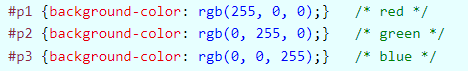 #p1 {background-color: rgb(255, 0, 0);}   /* red */
#p2 {background-color: rgb(0, 255, 0);}   /* green */
#p3 {background-color: rgb(0, 0, 255);}   /* blue */